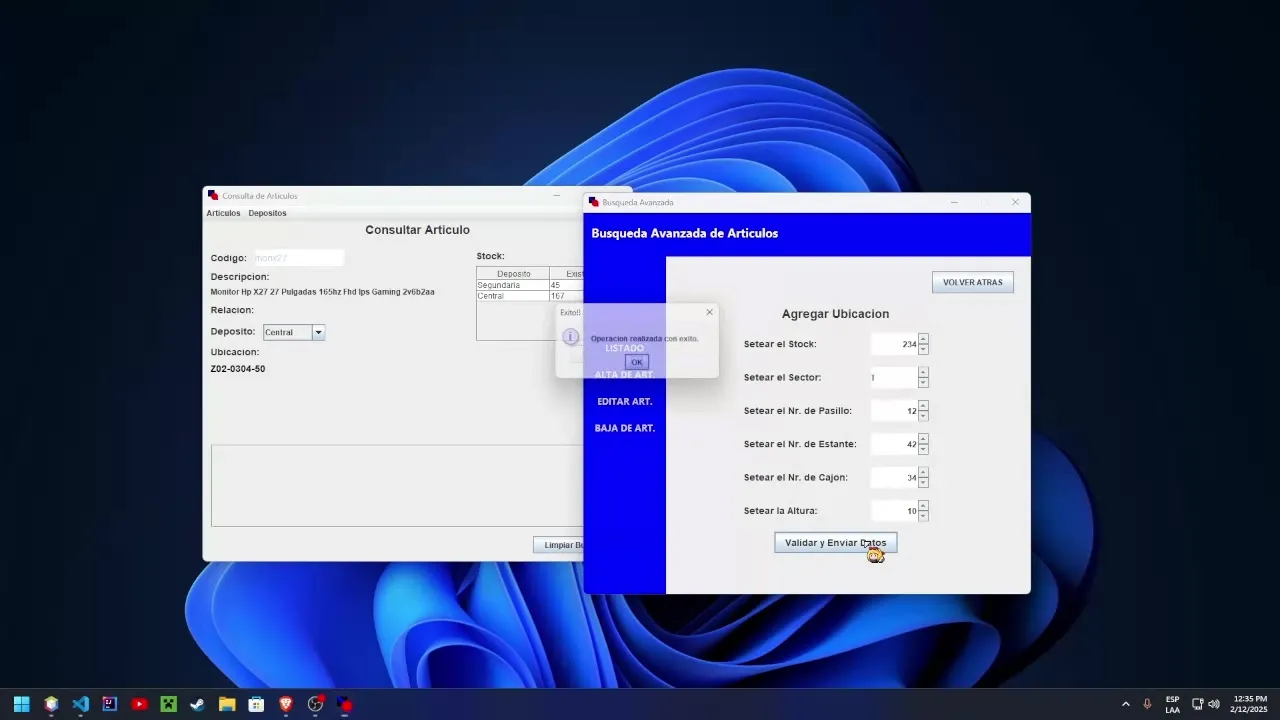 Consulta de Articulos
Articulos Depositos
Consultar Articulo
Codigo: monx27
Descripcion:
Monitor Hp X27 27 Pulgadas 165hz Fhd Ips Gaming 2v6b2aa
Relacion:
Deposito: Central
Ubicacion:
Z02-0304-50
Stock:
Deposito Exist
Segundaria 45
Central 167
Limpiar Bu
Exito!!
Operacion realizada con exito.
OK
Busqueda Avanzada
Busqueda Avanzada de Articulos
LISTADO
ALTA DE ART.
EDITAR ART.
BAJA DE ART.
VOLVER ATRAS
Agregar Ubicacion
Setear el Stock: 234
Setear el Sector: 1
Setear el Nr. de Pasillo: 12
Setear el Nr. de Estante: 42
Setear el Nr. de Cajon: 34
Setear la Altura: 10
Validar y Enviar Datos
ESP
LAA
12:35 PM
2/12/2025